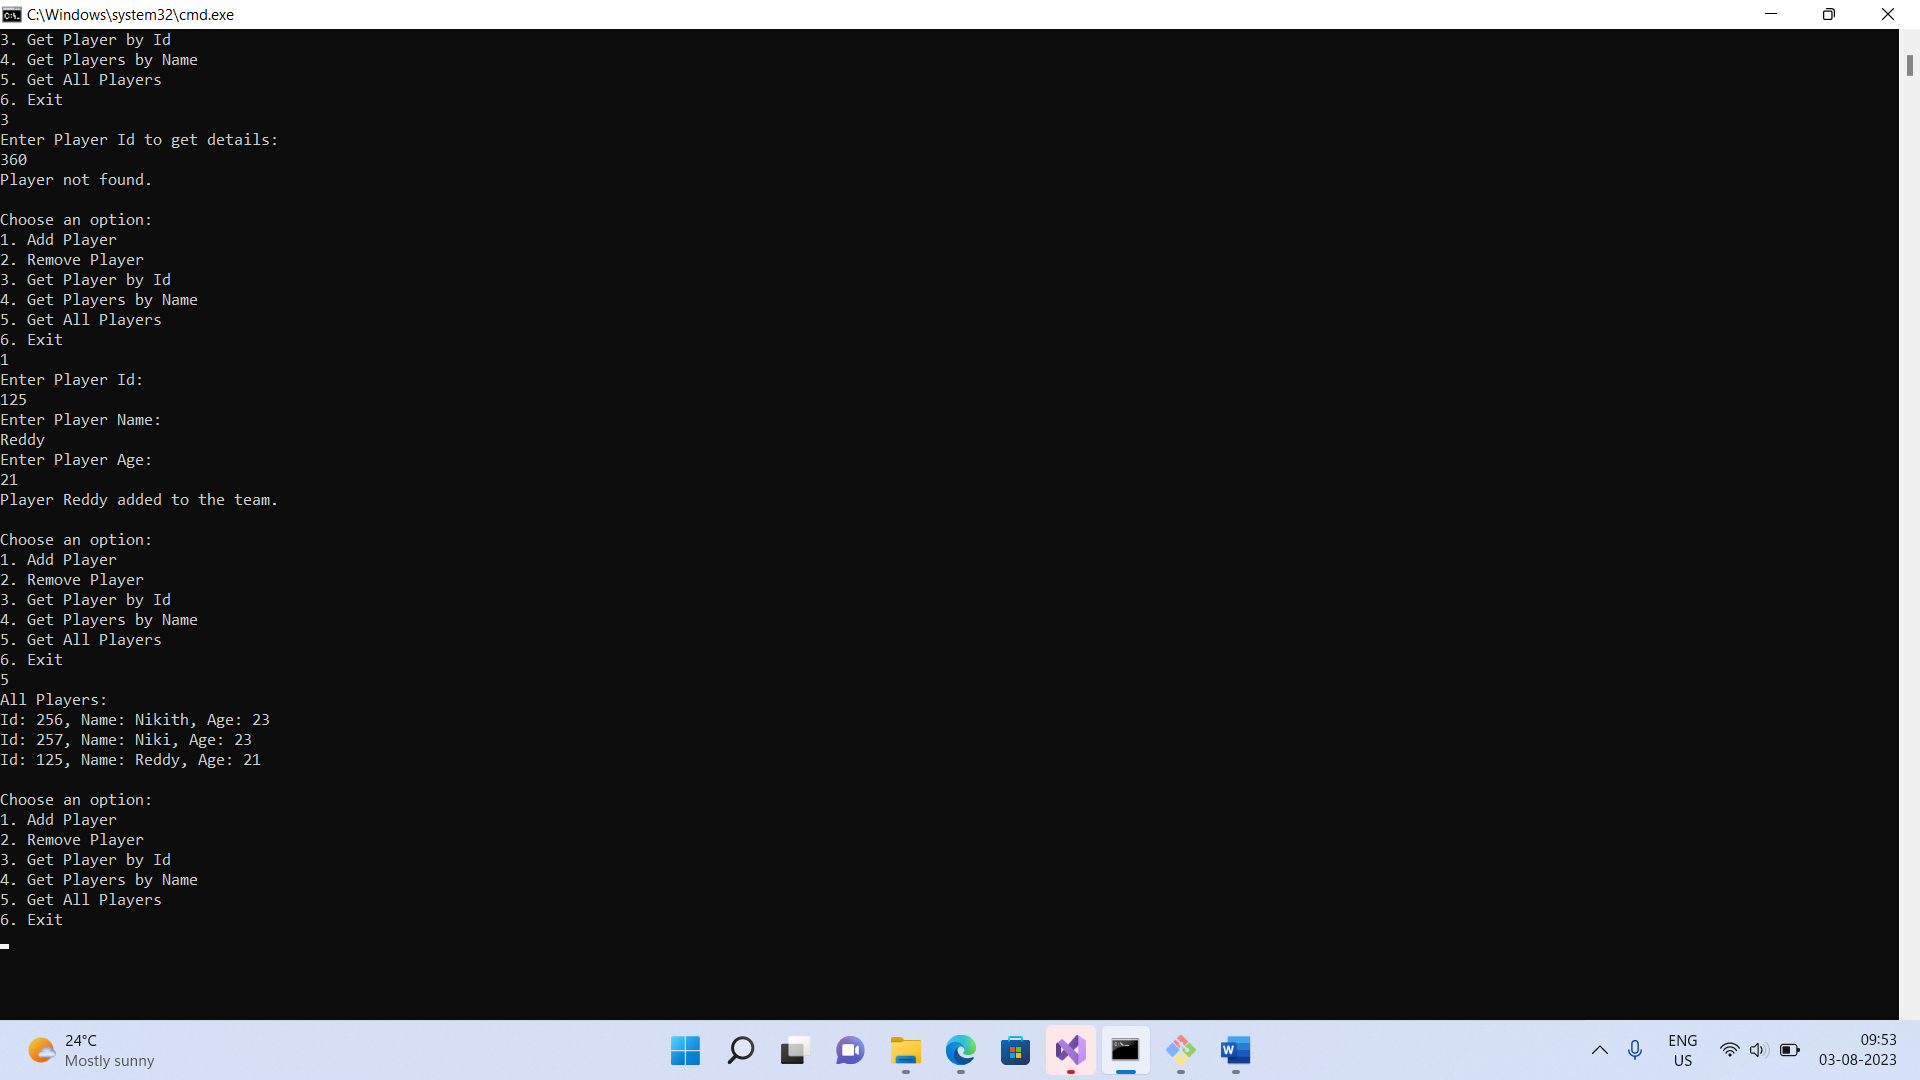 C:\Windows\system32\cmd.exe
3. Get Player by Id
4. Get Players by Name
5. Get All Players
6. Exit
3
Enter Player Id to get details:
360
Player not found.
Choose an option:
1. Add Player
2. Remove Player
3. Get Player by Id
4. Get Players by Name
5. Get All Players
6. Exit
1
Enter Player Id:
125
Enter Player Name:
Reddy
Enter Player Age:
21
Player Reddy added to the team.
Choose an option:
1. Add Player
2. Remove Player
3. Get Player by Id
4. Get Players by Name
5. Get All Players
6. Exit
5
All Players:
Id: 256, Name: Nikith, Age: 23
Id: 257, Name: Niki, Age: 23
Id: 125, Name: Reddy, Age: 21
Choose an option:
1. Add Player
2. Remove Player
3. Get Player by Id
4. Get Players by Name
5. Get All Players
6. Exit
24°C
Mostly sunny
ENG
US
09:53
03-08-2023